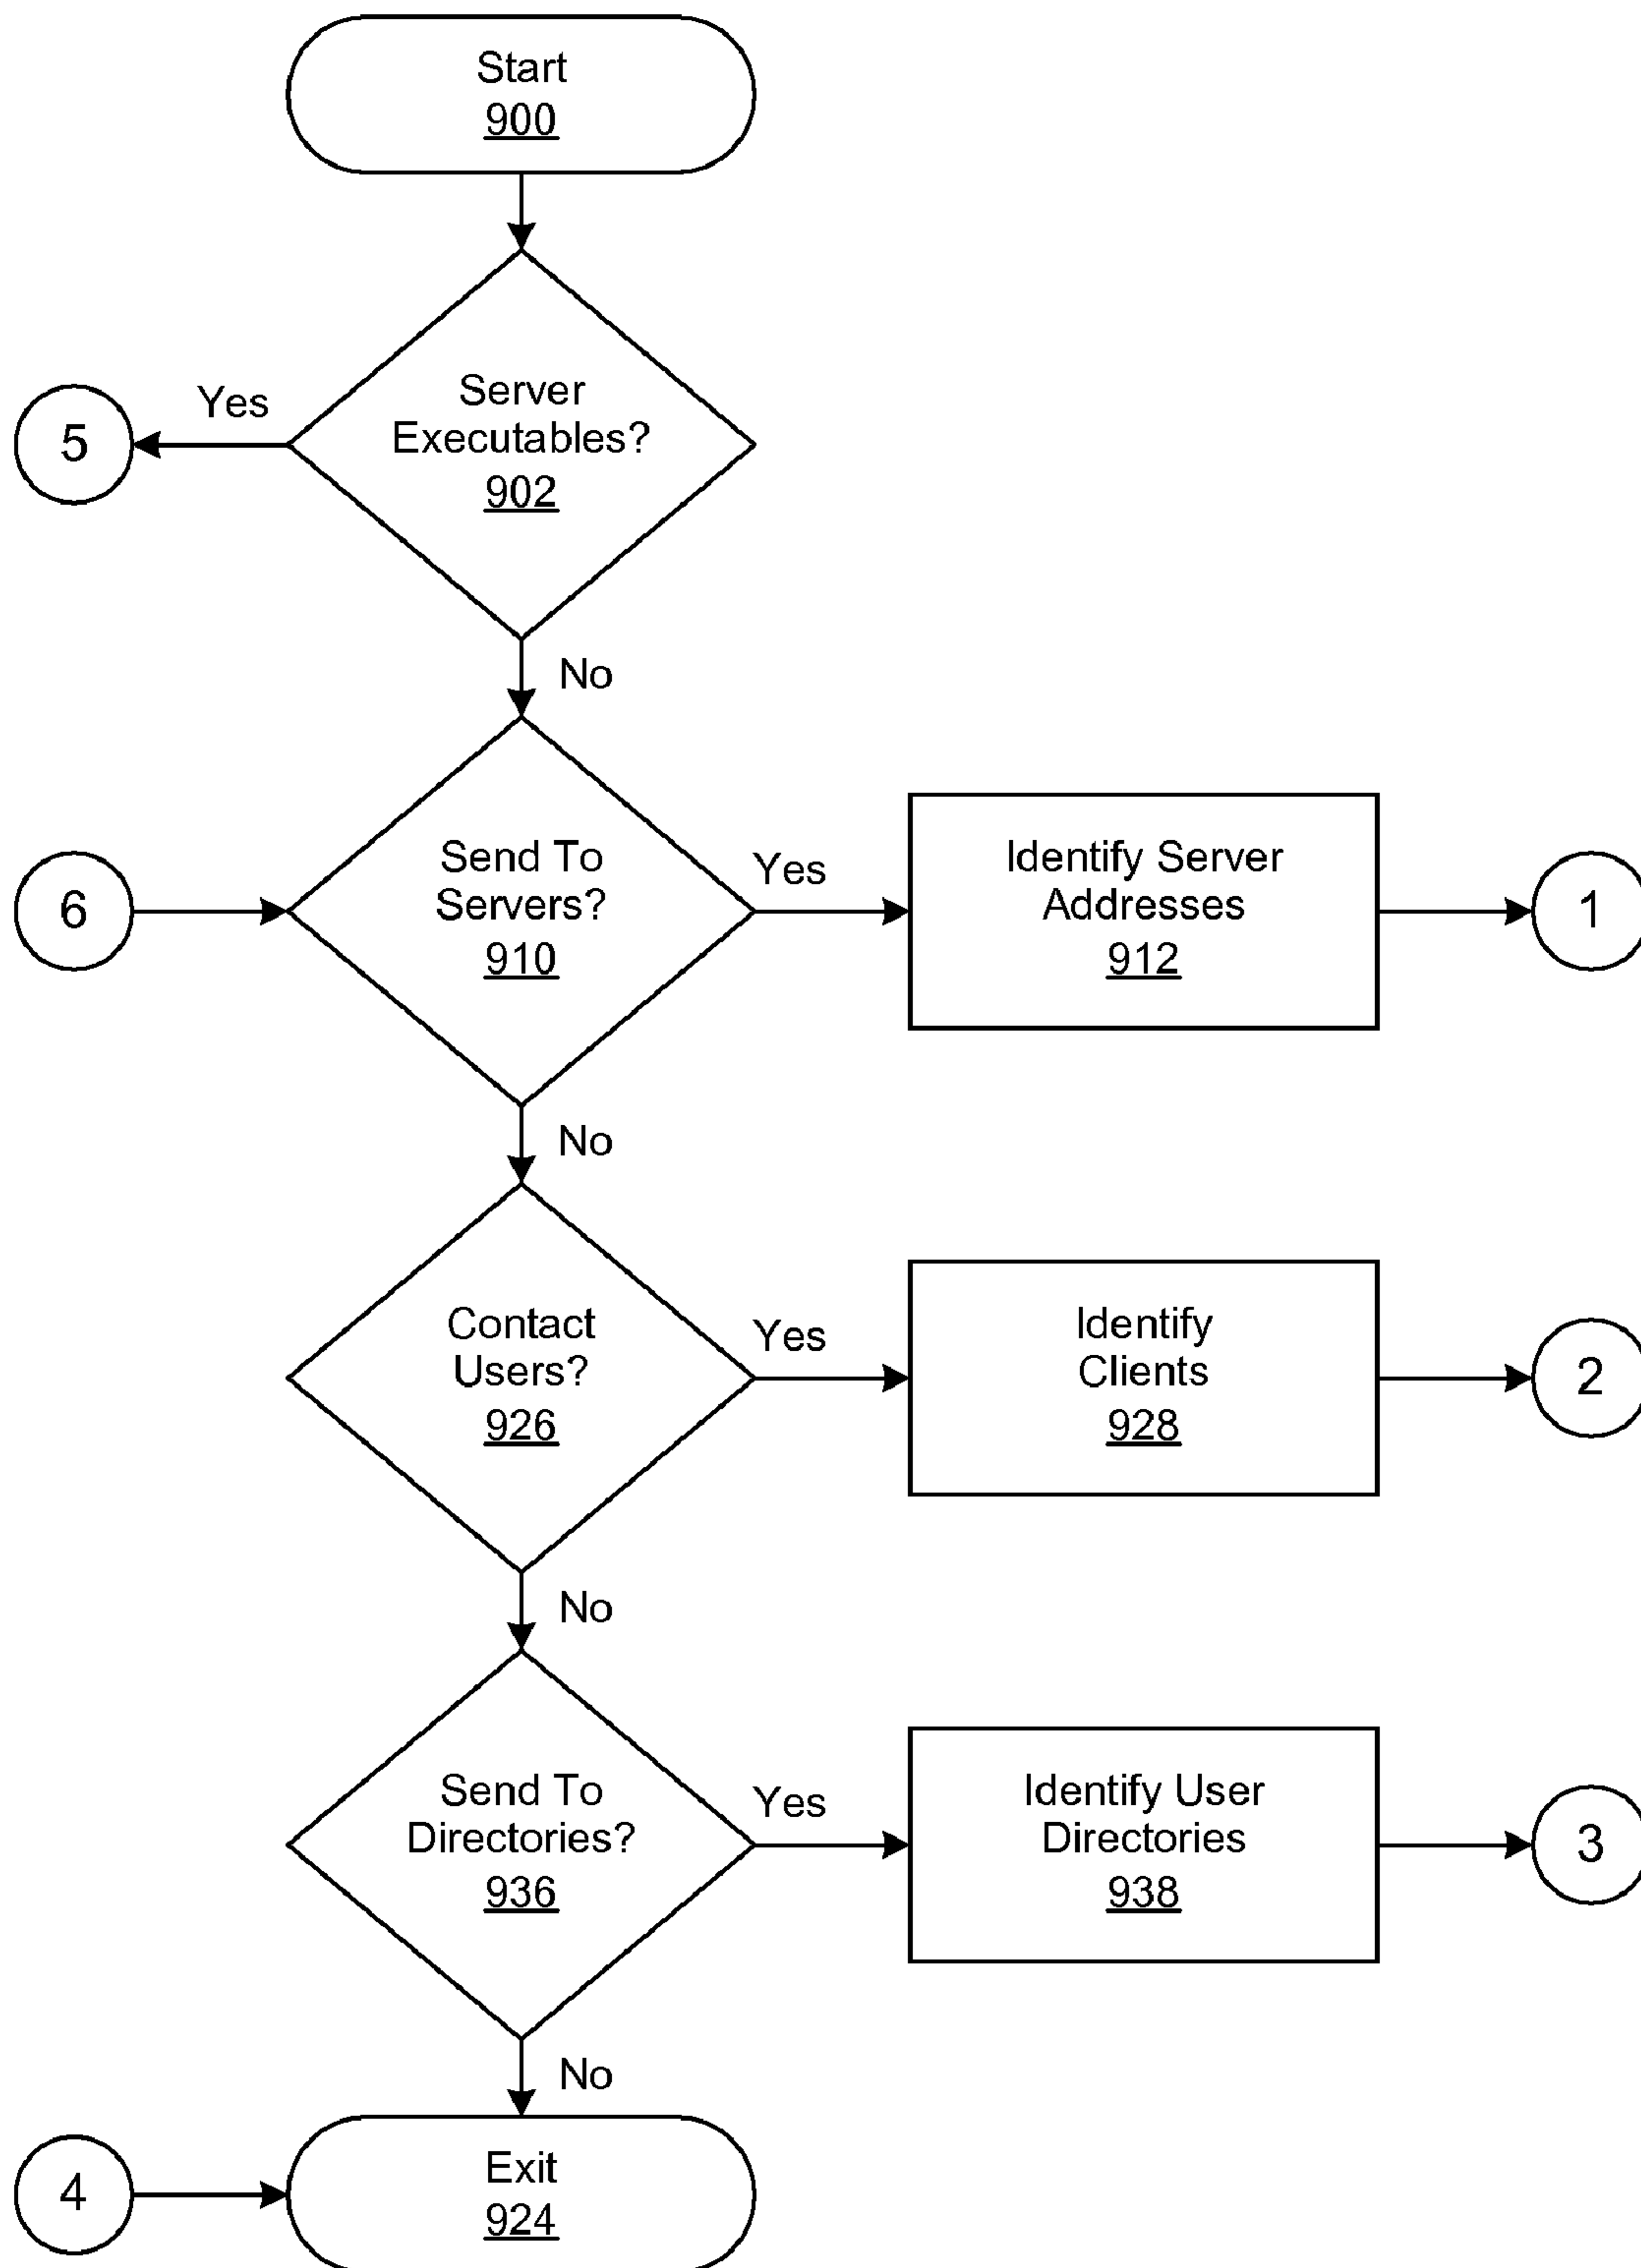 Start
900
Server
Executables?
902
Yes
5
No
6
Send To
Servers?
910
Yes
Identify Server
Addresses
912
1
No
Contact
Users?
926
Yes
Identify
Clients
928
2
No
Send To
Directories?
936
Yes
Identify User
Directories
938
3
No
4
Exit
924